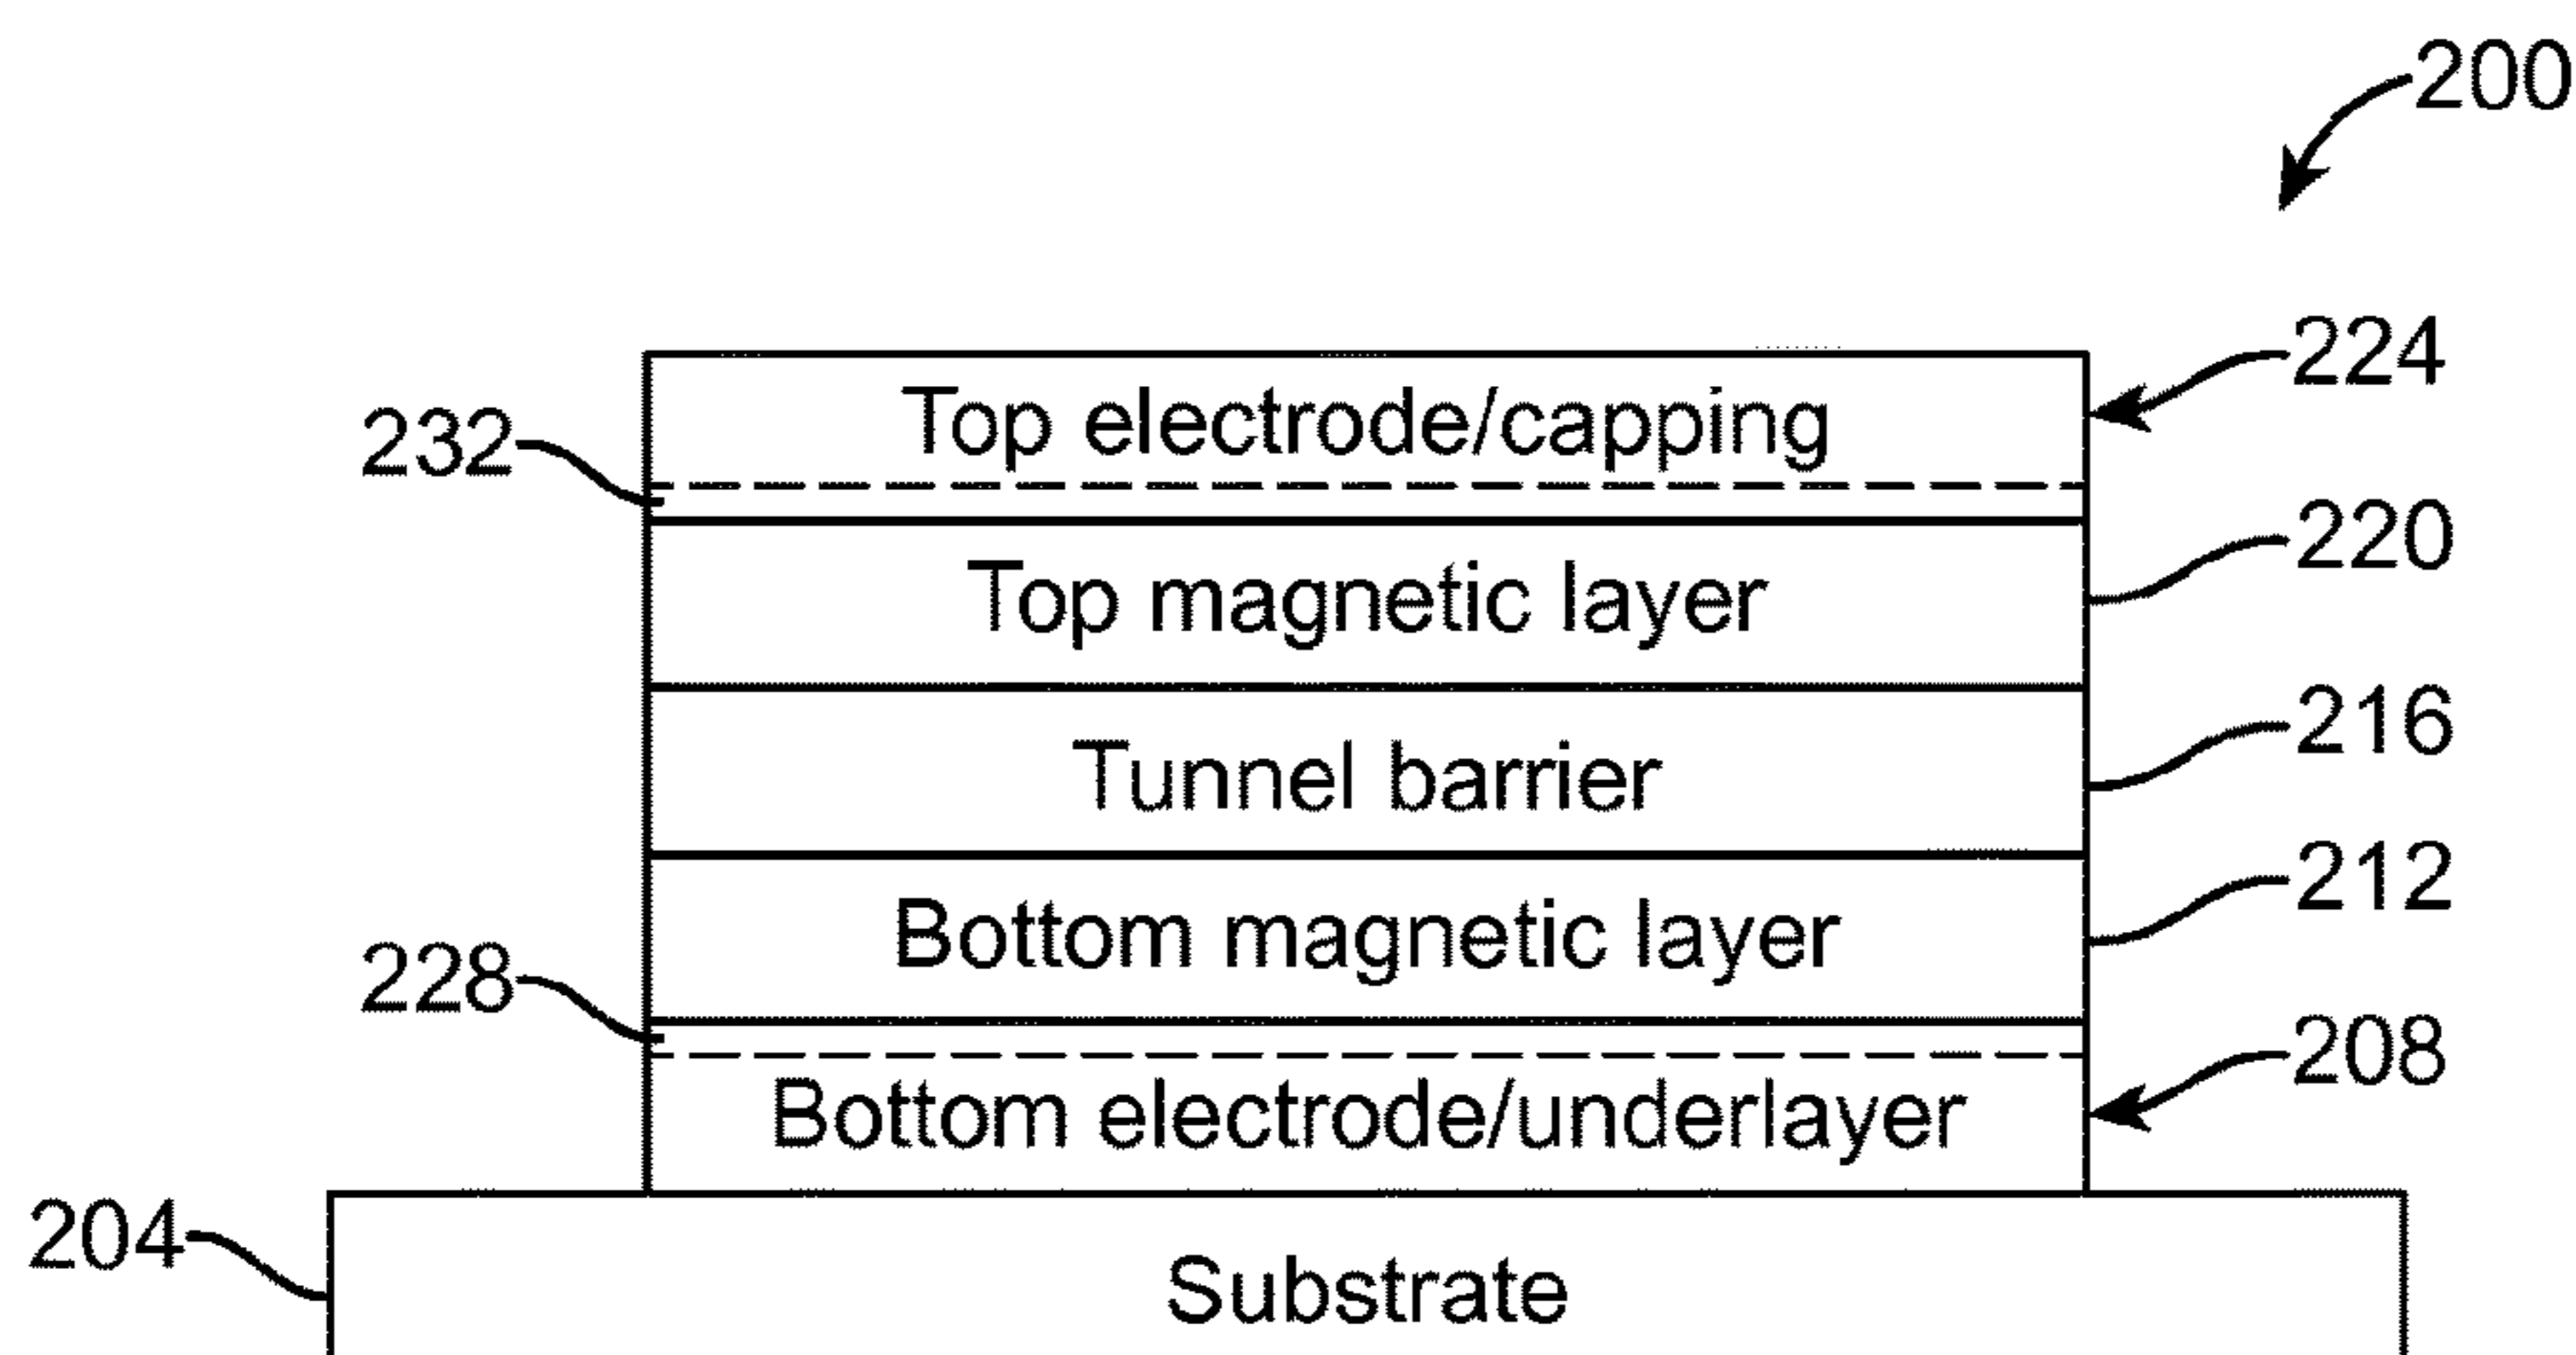 200
224
Top electrode/capping
232
220
Top magnetic layer
216
Tunnel barrier
212
Bottom magnetic layer
228
208
Bottom electrode/underlayer
204
Substrate